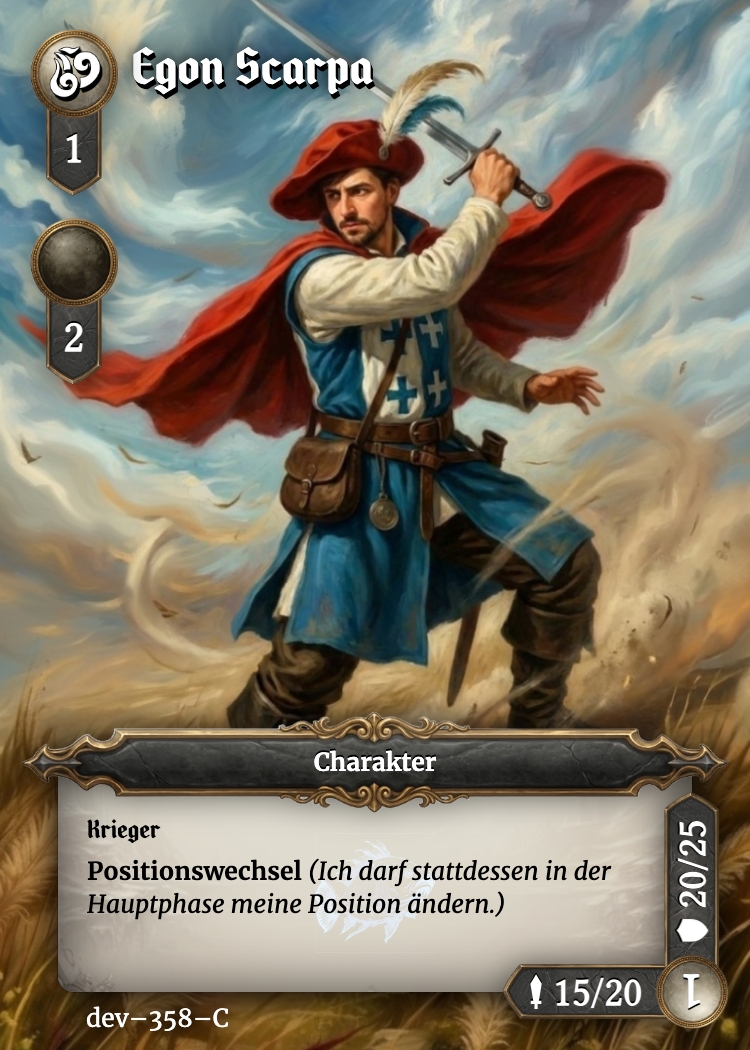 Egon Scarpa
1
2
Charakter
Krieger
Positionswechsel (Ich darf stattdessen in der
Hauptphase meine Position ändern.)
20/25
15/20
1
dev–358–C